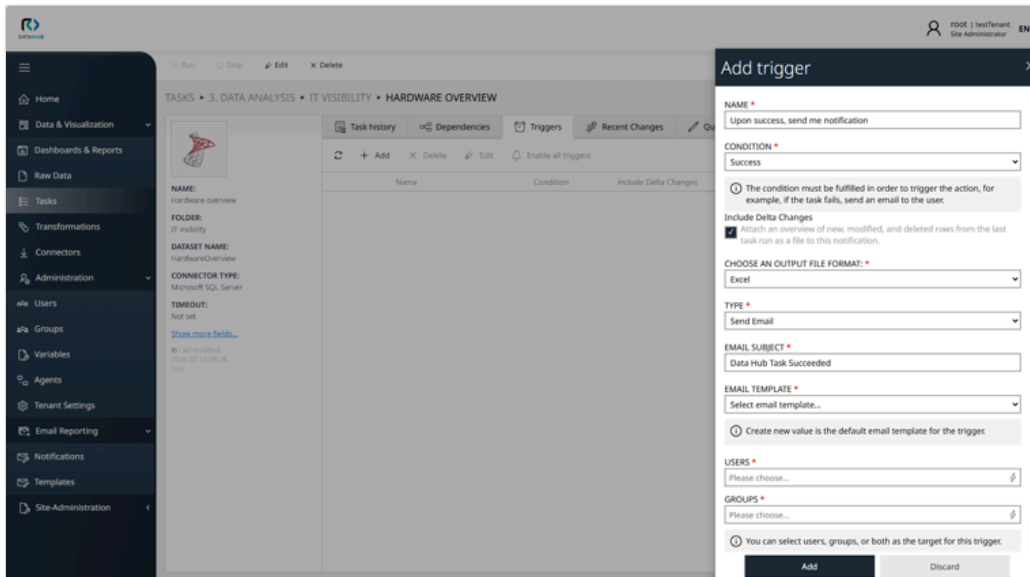 DATAHUB
root | testTenant
Site Administrator
EN
Run Stop Edit Delete
Home
Data & Visualization
Dashboards & Reports
Raw Data
Tasks
Transformations
Connectors
Administration
Users
Groups
Variables
Agents
Tenant Settings
Email Reporting
Notifications
Templates
Site-Administration
TASKS ▸ 3. DATA ANALYSIS ▸ IT VISIBILITY ▸ HARDWARE OVERVIEW
NAME:
Hardware overview
FOLDER:
IT visibility
DATASET NAME:
HardwareOverview
CONNECTOR TYPE:
Microsoft SQL Server
TIMEOUT:
Not set
Show more fields...
Last modified
root
Task history Dependencies Triggers Recent Changes Qu
+ Add Delete Edit Enable all triggers
Name Condition Include Delta Changes
Add trigger
NAME *
Upon success, send me notification
CONDITION *
Success
The condition must be fulfilled in order to trigger the action, for
example, if the task fails, send an email to the user.
Include Delta Changes
Attach an overview of new, modified, and deleted rows from the last
task run as a file to this notification.
CHOOSE AN OUTPUT FILE FORMAT: *
Excel
TYPE *
Send Email
EMAIL SUBJECT *
Data Hub Task Succeeded
EMAIL TEMPLATE *
Select email template...
Create new value is the default email template for the trigger.
USERS *
Please choose...
GROUPS *
Please choose...
You can select users, groups, or both as the target for this trigger.
Add Discard